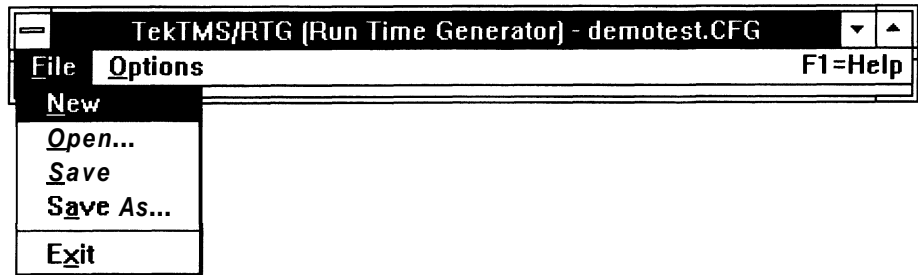 TekTMS/RTG (Run Time Generator) - demotest.CFG
File Options F1=Help
New
Open...
Save
Save As...
Exit